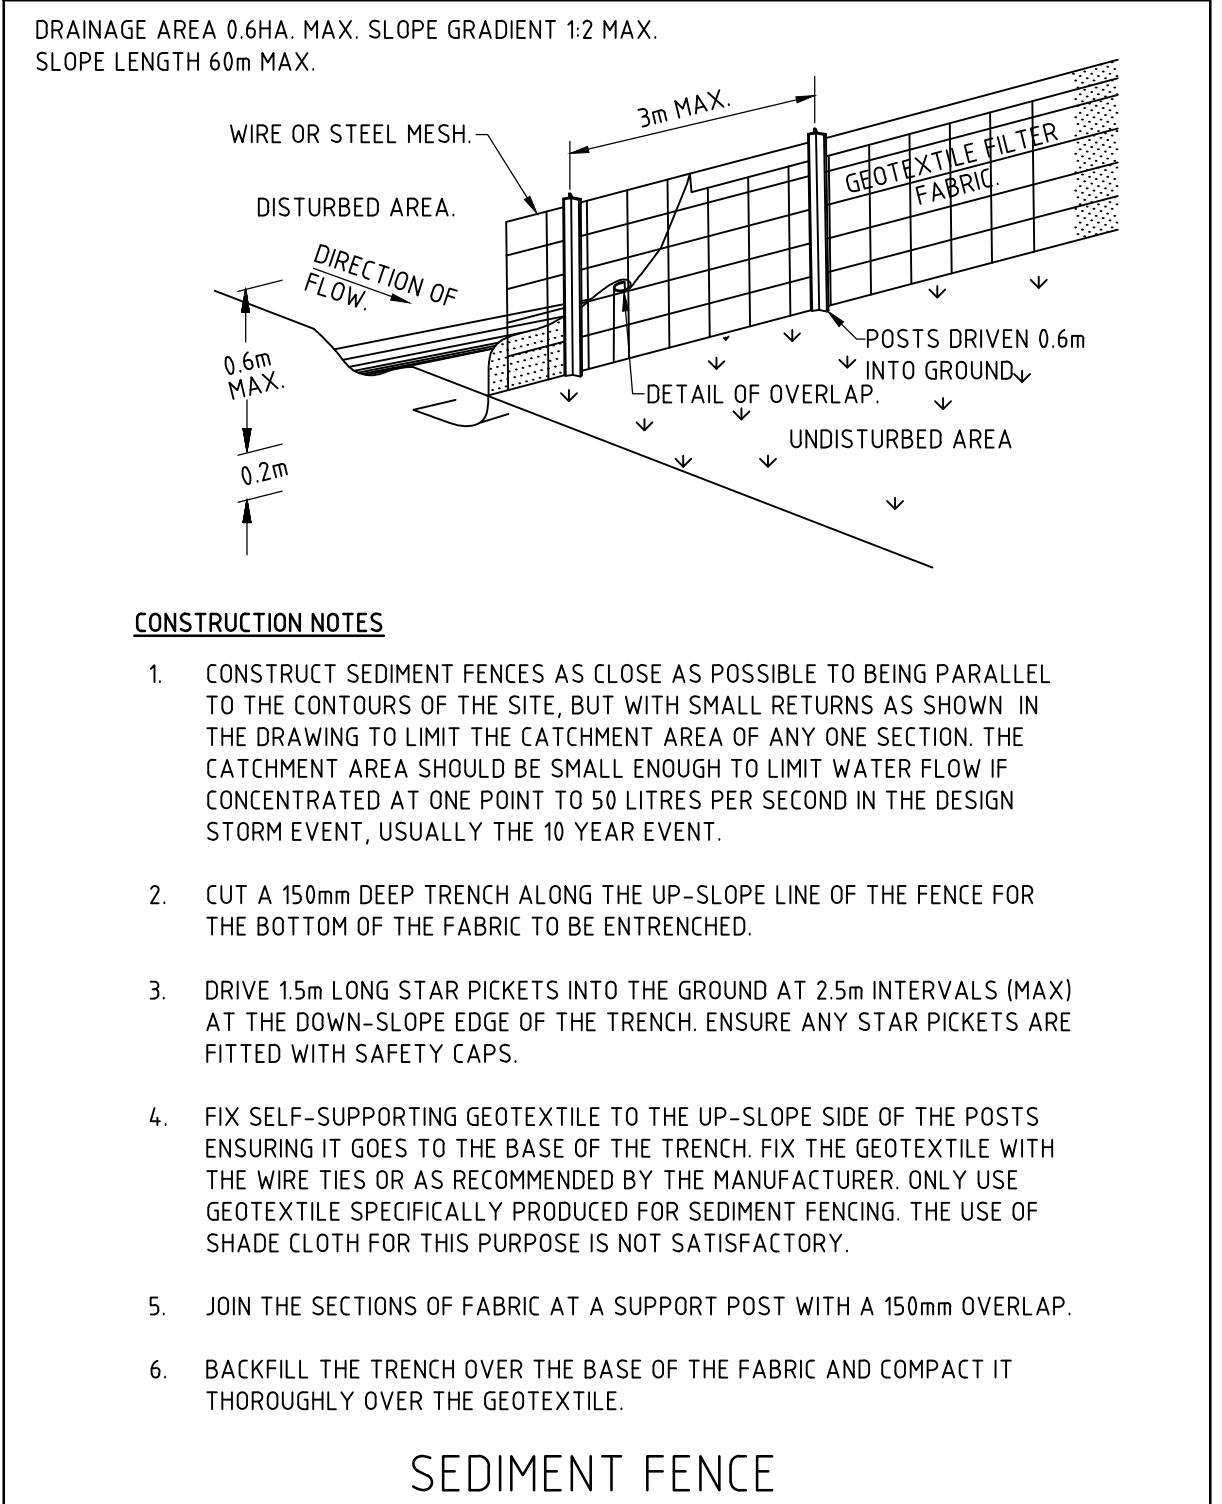 DRAINAGE AREA 0.6HA. MAX. SLOPE GRADIENT 1:2 MAX.
SLOPE LENGTH 60m MAX.
3m MAX.
WIRE OR STEEL MESH.
GEOTEXTILE FILTER
FABRIC.
DISTURBED AREA.
DIRECTION OF
FLOW.
0.6m
MAX.
0.2m
POSTS DRIVEN 0.6m
INTO GROUND
DETAIL OF OVERLAP.
UNDISTURBED AREA
CONSTRUCTION NOTES
1. CONSTRUCT SEDIMENT FENCES AS CLOSE AS POSSIBLE TO BEING PARALLEL
TO THE CONTOURS OF THE SITE, BUT WITH SMALL RETURNS AS SHOWN IN
THE DRAWING TO LIMIT THE CATCHMENT AREA OF ANY ONE SECTION. THE
CATCHMENT AREA SHOULD BE SMALL ENOUGH TO LIMIT WATER FLOW IF
CONCENTRATED AT ONE POINT TO 50 LITRES PER SECOND IN THE DESIGN
STORM EVENT, USUALLY THE 10 YEAR EVENT.
2. CUT A 150mm DEEP TRENCH ALONG THE UP-SLOPE LINE OF THE FENCE FOR
THE BOTTOM OF THE FABRIC TO BE ENTRENCHED.
3. DRIVE 1.5m LONG STAR PICKETS INTO THE GROUND AT 2.5m INTERVALS (MAX)
AT THE DOWN-SLOPE EDGE OF THE TRENCH. ENSURE ANY STAR PICKETS ARE
FITTED WITH SAFETY CAPS.
4. FIX SELF-SUPPORTING GEOTEXTILE TO THE UP-SLOPE SIDE OF THE POSTS
ENSURING IT GOES TO THE BASE OF THE TRENCH. FIX THE GEOTEXTILE WITH
THE WIRE TIES OR AS RECOMMENDED BY THE MANUFACTURER. ONLY USE
GEOTEXTILE SPECIFICALLY PRODUCED FOR SEDIMENT FENCING. THE USE OF
SHADE CLOTH FOR THIS PURPOSE IS NOT SATISFACTORY.
5. JOIN THE SECTIONS OF FABRIC AT A SUPPORT POST WITH A 150mm OVERLAP.
6. BACKFILL THE TRENCH OVER THE BASE OF THE FABRIC AND COMPACT IT
THOROUGHLY OVER THE GEOTEXTILE.
SEDIMENT FENCE